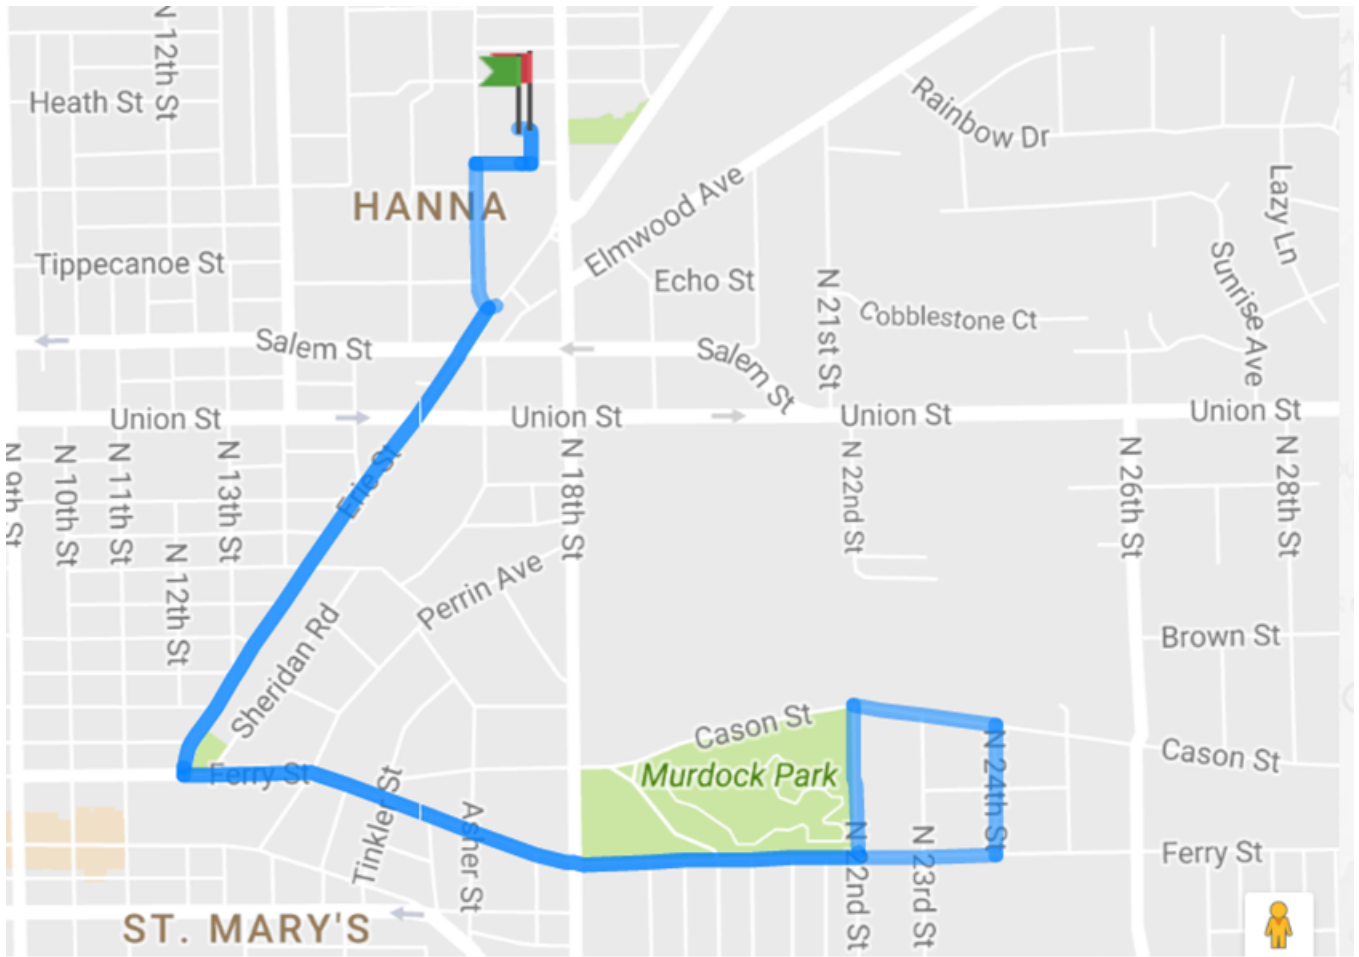 N 12th St
Heath St
Rainbow Dr
Lazy Ln
HANNA
Elmwood Ave
Tippecanoe St
Echo St
N 21st St
Cobblestone Ct
Sunrise Ave
Salem St
Salem St
Union St
Union St
Union St
Union St
N 9th St
N 10th St
N 11th St
N 13th St
Erie St
N 18th St
N 22nd St
N 26th St
N 28th St
N 12th St
Perrin Ave
Sheridan Rd
Brown St
Cason St
Cason St
Murdock Park
N 24th St
Ferry St
Tinkler St
Asher St
N 22nd St
N 23rd St
Ferry St
ST. MARY'S